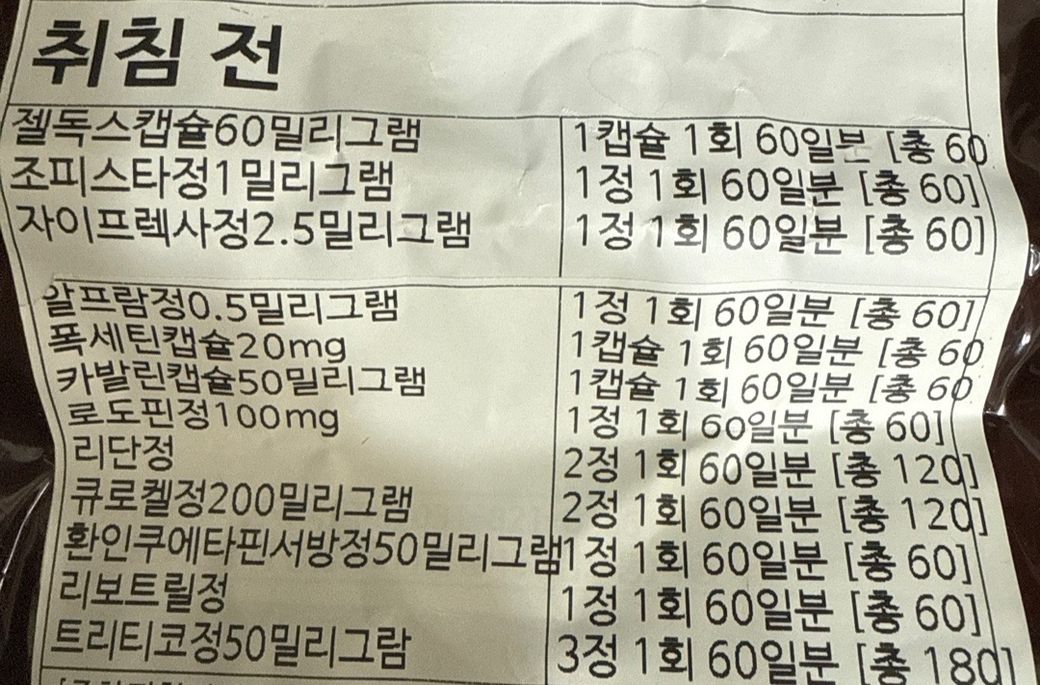 취침 전
젤독스캡슐60밀리그램 1캡슐 1회 60일분 [총 60
조피스타정1밀리그램 1정 1회 60일분 [총 60]
자이프렉사정2.5밀리그램 1정 1회 60일분 [총 60]
알프람정0.5밀리그램 1정 1회 60일분 [총 60]
폭세틴캡슐20mg 1캡슐 1회 60일분 [총 60
카발린캡슐50밀리그램 1캡슐 1회 60일분 [총 60
로도핀정100mg 1정 1회 60일분 [총 60]
리단정 2정 1회 60일분 [총 120]
큐로켈정200밀리그램 2정 1회 60일분 [총 120]
환인쿠에타핀서방정50밀리그램1정 1회 60일분 [총 60]
리보트릴정 1정 1회 60일분 [총 60]
트리티코정50밀리그람 3정 1회 60일분 [총 180]